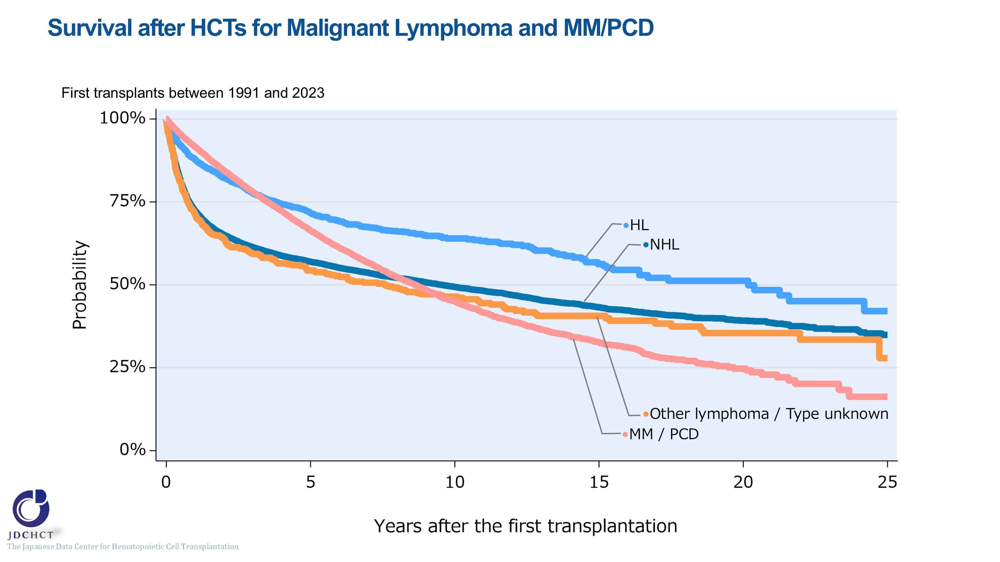 Survival after HCTs for Malignant Lymphoma and MM/PCD
First transplants between 1991 and 2023
100%
75%
50%
25%
0%
Probability
HL
NHL
Other lymphoma / Type unknown
MM / PCD
0 5 10 15 20 25
Years after the first transplantation
JDCHCT
The Japanese Data Center for Hematopoietic Cell Transplantation